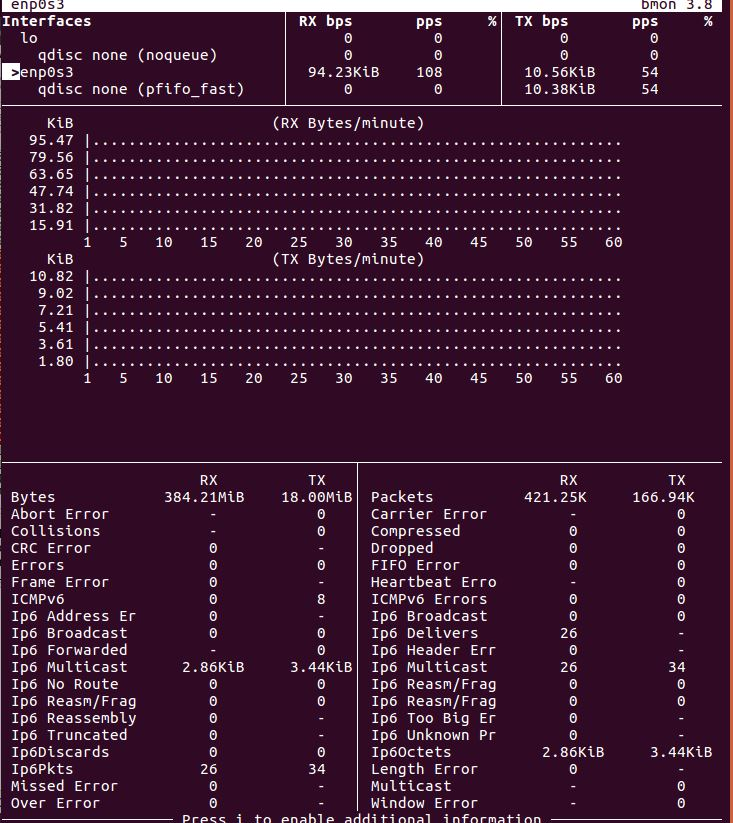 enp0s3 bmon 3.8
Interfaces RX bps pps % TX bps pps %
lo 0 0 0 0
qdisc none (noqueue) 0 0 0 0
>enp0s3 94.23KiB 108 10.56KiB 54
qdisc none (pfifo_fast) 0 0 10.38KiB 54
KiB (RX Bytes/minute)
95.47 |...........................................................
79.56 |...........................................................
63.65 |...........................................................
47.74 |...........................................................
31.82 |...........................................................
15.91 |...........................................................
1 5 10 15 20 25 30 35 40 45 50 55 60
KiB (TX Bytes/minute)
10.82 |...........................................................
9.02 |...........................................................
7.21 |...........................................................
5.41 |...........................................................
3.61 |...........................................................
1.80 |...........................................................
1 5 10 15 20 25 30 35 40 45 50 55 60
RX TX RX TX
Bytes 384.21MiB 18.00MiB Packets 421.25K 166.94K
Abort Error - 0 Carrier Error - 0
Collisions - 0 Compressed 0 0
CRC Error 0 - Dropped 0 0
Errors 0 0 FIFO Error 0 0
Frame Error 0 - Heartbeat Erro - 0
ICMPv6 0 8 ICMPv6 Errors 0 0
Ip6 Address Er 0 - Ip6 Broadcast 0 0
Ip6 Broadcast 0 0 Ip6 Delivers 26 -
Ip6 Forwarded - 0 Ip6 Header Err 0 -
Ip6 Multicast 2.86KiB 3.44KiB Ip6 Multicast 26 34
Ip6 No Route 0 0 Ip6 Reasm/Frag 0 0
Ip6 Reasm/Frag 0 0 Ip6 Reasm/Frag 0 0
Ip6 Reassembly 0 - Ip6 Too Big Er 0 -
Ip6 Truncated 0 - Ip6 Unknown Pr 0 -
Ip6Discards 0 0 Ip6Octets 2.86KiB 3.44KiB
Ip6Pkts 26 34 Length Error 0 -
Missed Error 0 - Multicast - 0
Over Error 0 - Window Error - 0
Press i to enable additional information